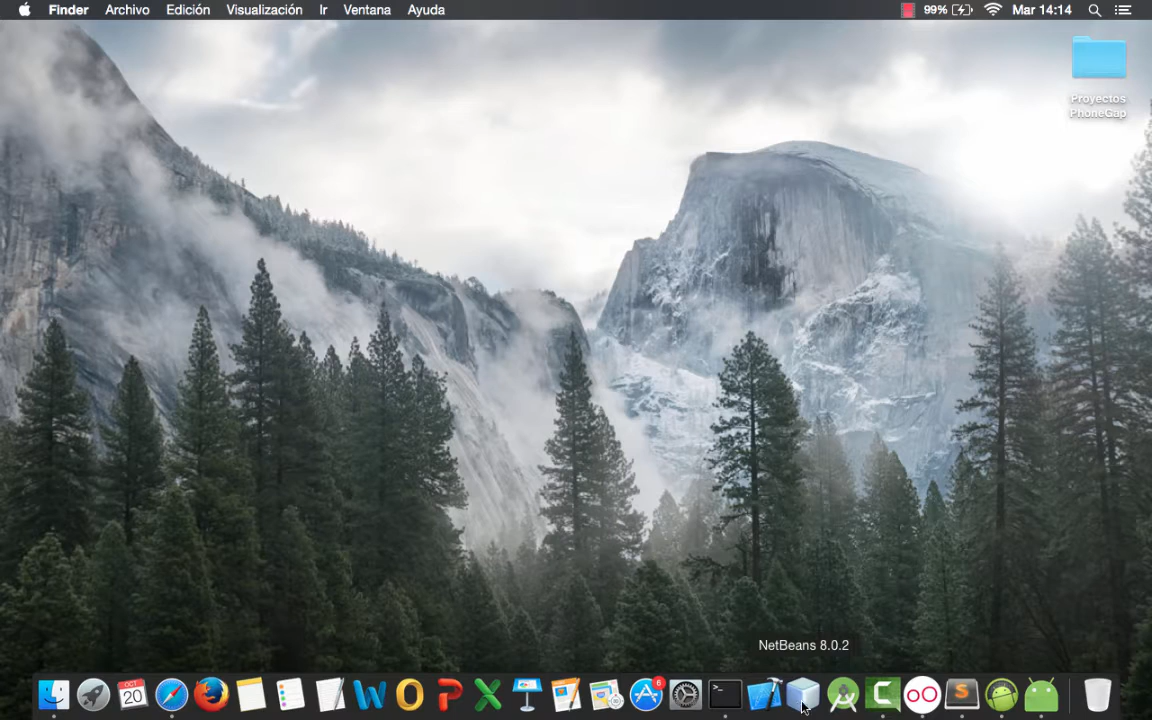 Finder Archivo Edición Visualización Ir Ventana Ayuda 99% Mar 14:14
Proyectos
PhoneGap
NetBeans 8.0.2
OCT
20
6